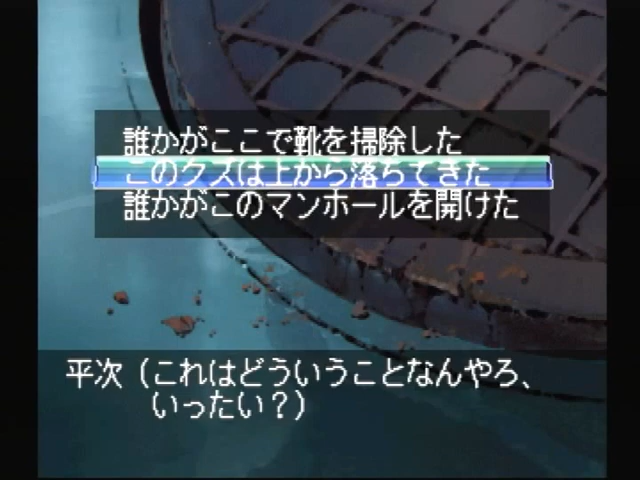 誰かがここで靴を掃除した
このクズは上から落ちてきた
誰かがこのマンホールを開けた
平次（これはどういうことなんやろ、
いったい？）